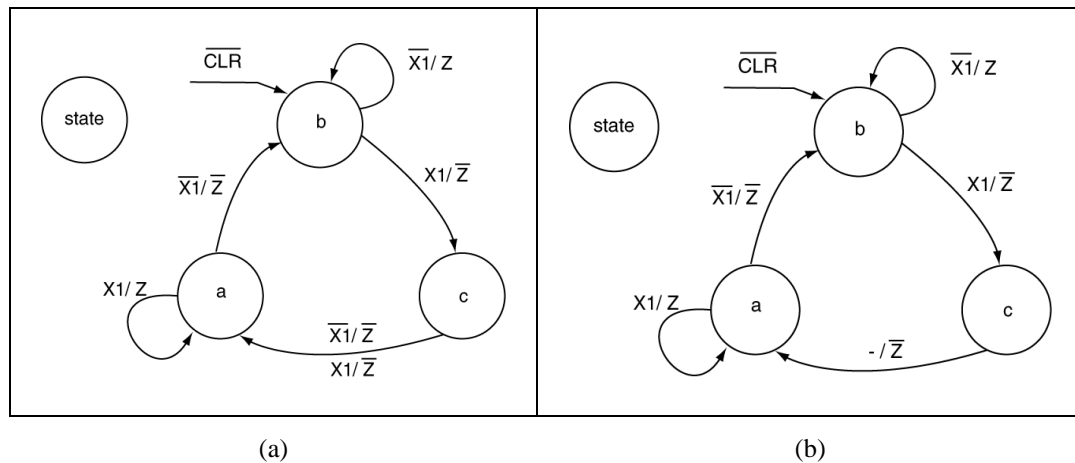 CLR
X1/ Z
state
b
X1/ Z
X1/ Z
X1/ Z
a
c
X1/ Z
X1/ Z
CLR
X1/ Z
state
b
X1/ Z
X1/ Z
X1/ Z
a
c
- / Z
(a)
(b)